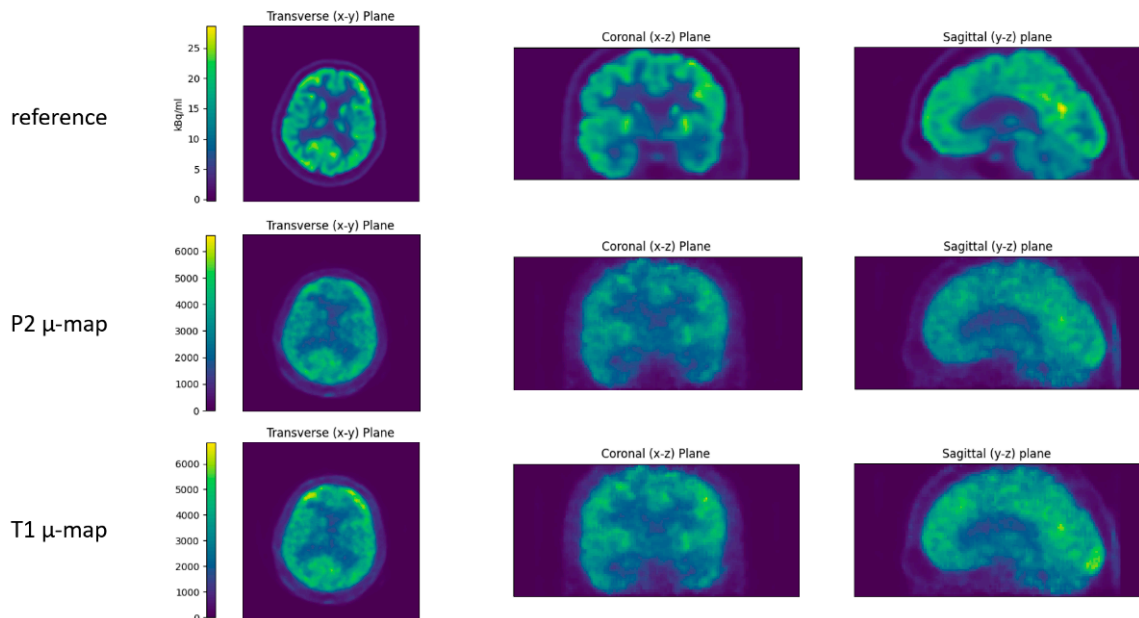 Transverse (x-y) Plane
Coronal (x-z) Plane
Sagittal (y-z) plane
reference
kBq/ml
25
20
15
10
5
0
Transverse (x-y) Plane
Coronal (x-z) Plane
Sagittal (y-z) plane
P2 μ-map
6000
5000
4000
3000
2000
1000
0
Transverse (x-y) Plane
Coronal (x-z) Plane
Sagittal (y-z) plane
T1 μ-map
6000
5000
4000
3000
2000
1000
0